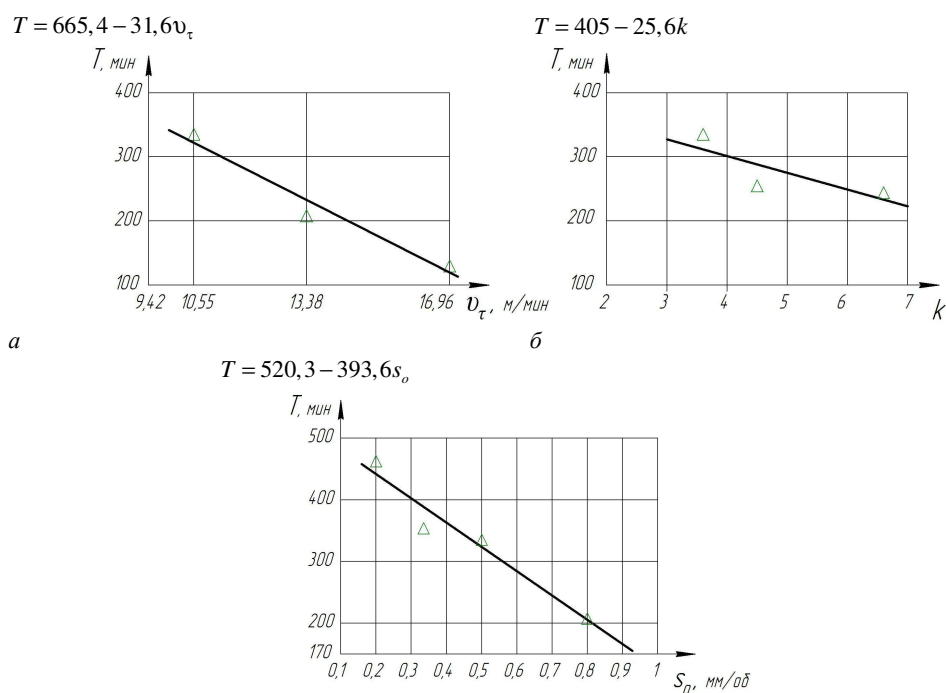 T = 665,4 – 31,6υτ
T = 405 – 25,6k
T, мин
400
300
200
100
9,42 10,55 13,38 16,96
υτ, м/мин
T, мин
400
300
200
100
2 3 4 5 6 7
k
а
б
T = 520,3 – 393,6sₒ
T, мин
500
400
300
200
170
0,1 0,2 0,3 0,4 0,5 0,6 0,7 0,8 0,9 1
S₀, мм/об